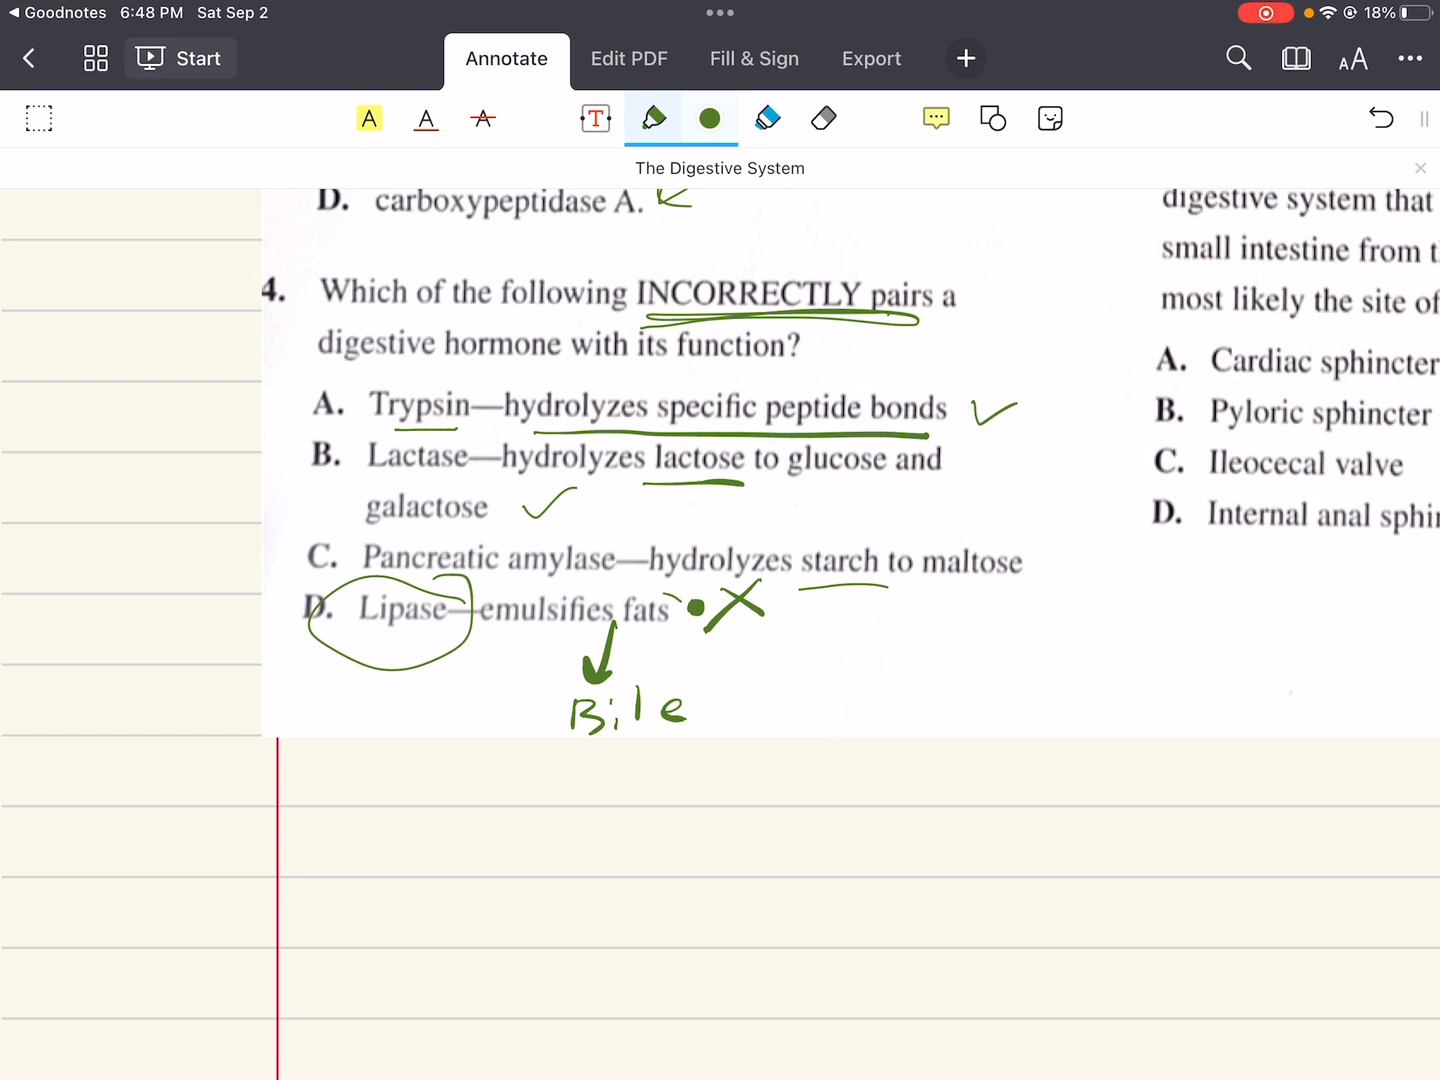 Goodnotes 6:48 PM Sat Sep 2
18%
Start
Annotate
Edit PDF
Fill & Sign
Export
AA
A
A
A
T
The Digestive System
D. carboxypeptidase A.
4. Which of the following INCORRECTLY pairs a
digestive hormone with its function?
A. Trypsin—hydrolyzes specific peptide bonds
B. Lactase—hydrolyzes lactose to glucose and
galactose
C. Pancreatic amylase—hydrolyzes starch to maltose
D. Lipase—emulsifies fats
Bile
digestive system that
small intestine from t
most likely the site of
A. Cardiac sphincter
B. Pyloric sphincter
C. Ileocecal valve
D. Internal anal sphin